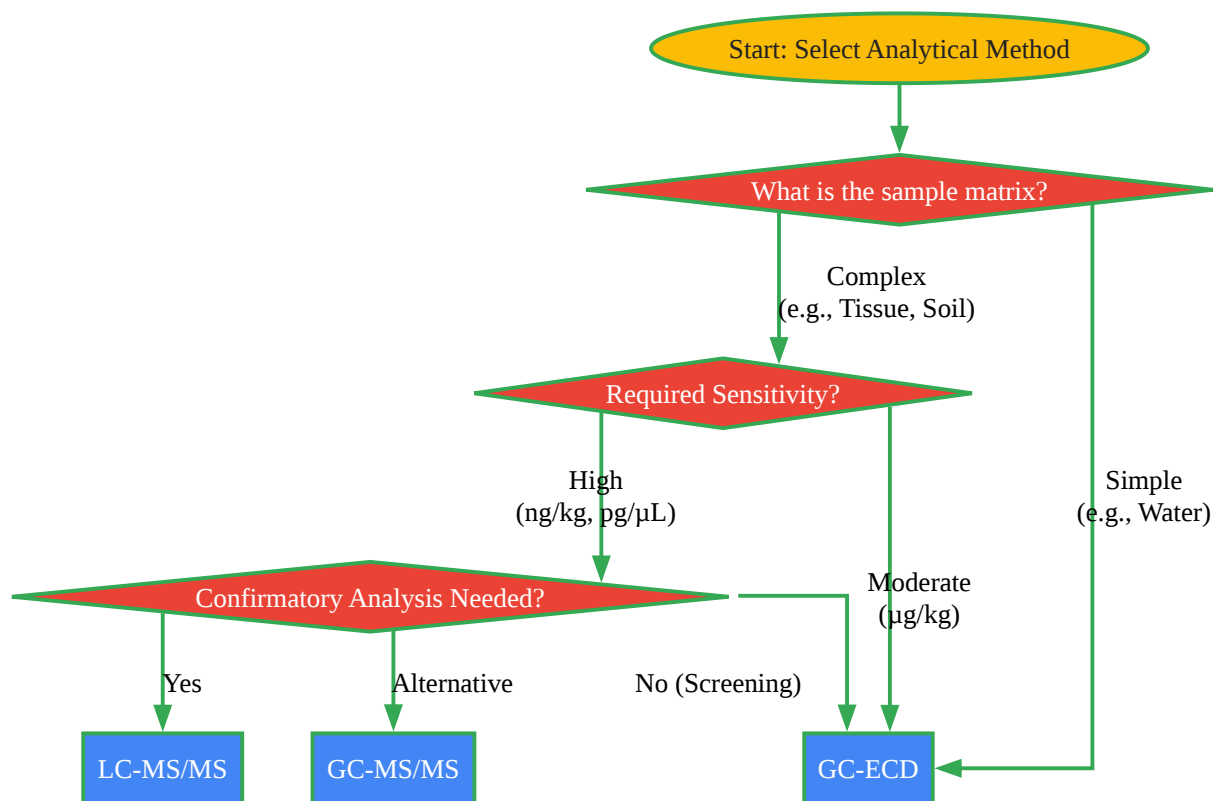 Start: Select Analytical Method
What is the sample matrix?
Complex
(e.g., Tissue, Soil)
Required Sensitivity?
High
(ng/kg, pg/µL)
Simple
(e.g., Water)
Moderate
(µg/kg)
Confirmatory Analysis Needed?
Yes
Alternative
No (Screening)
LC-MS/MS
GC-MS/MS
GC-ECD